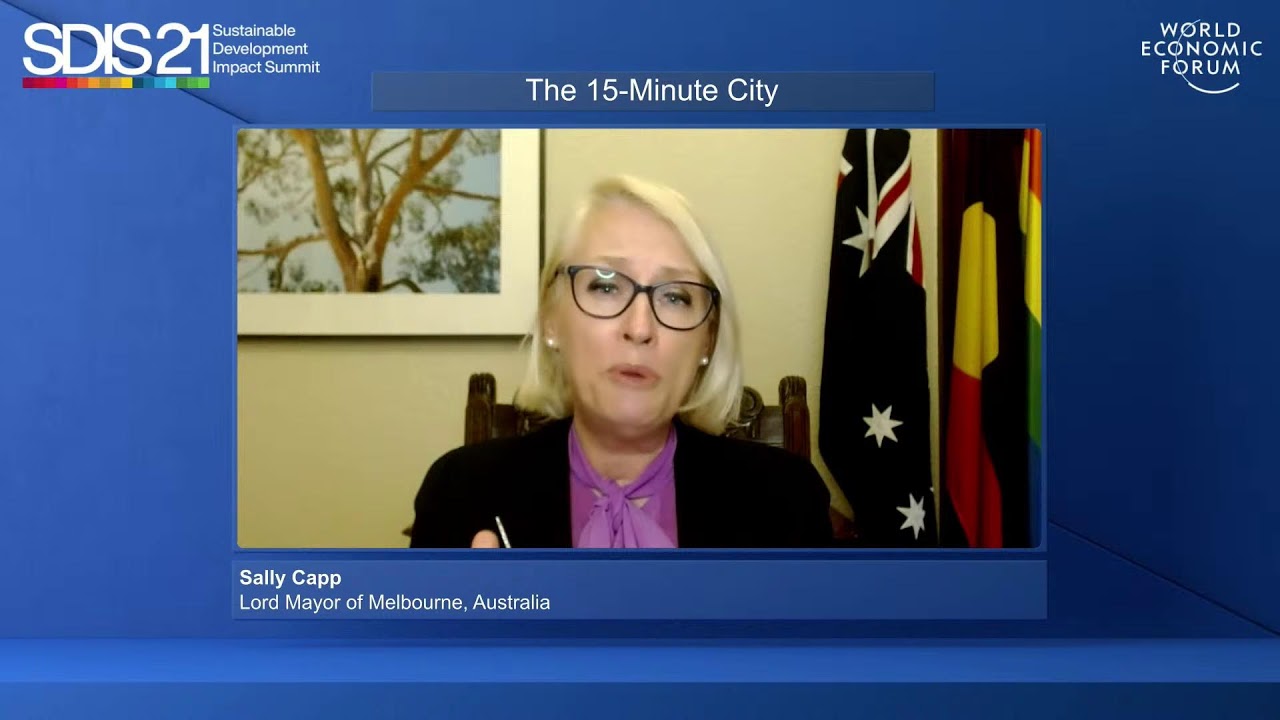 SDIS21
Sustainable
Development
Impact Summit
WORLD
ECONOMIC
FORUM
The 15-Minute City
Sally Capp
Lord Mayor of Melbourne, Australia